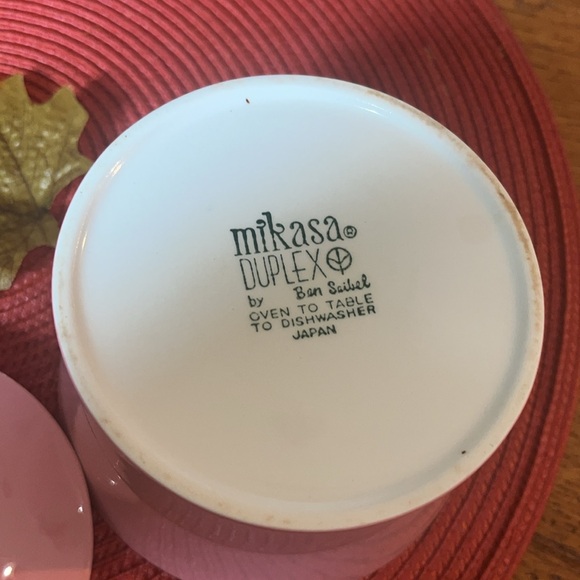 mikasa®
DUPLEX
by Ben Seibel
OVEN TO TABLE
TO DISHWASHER
JAPAN